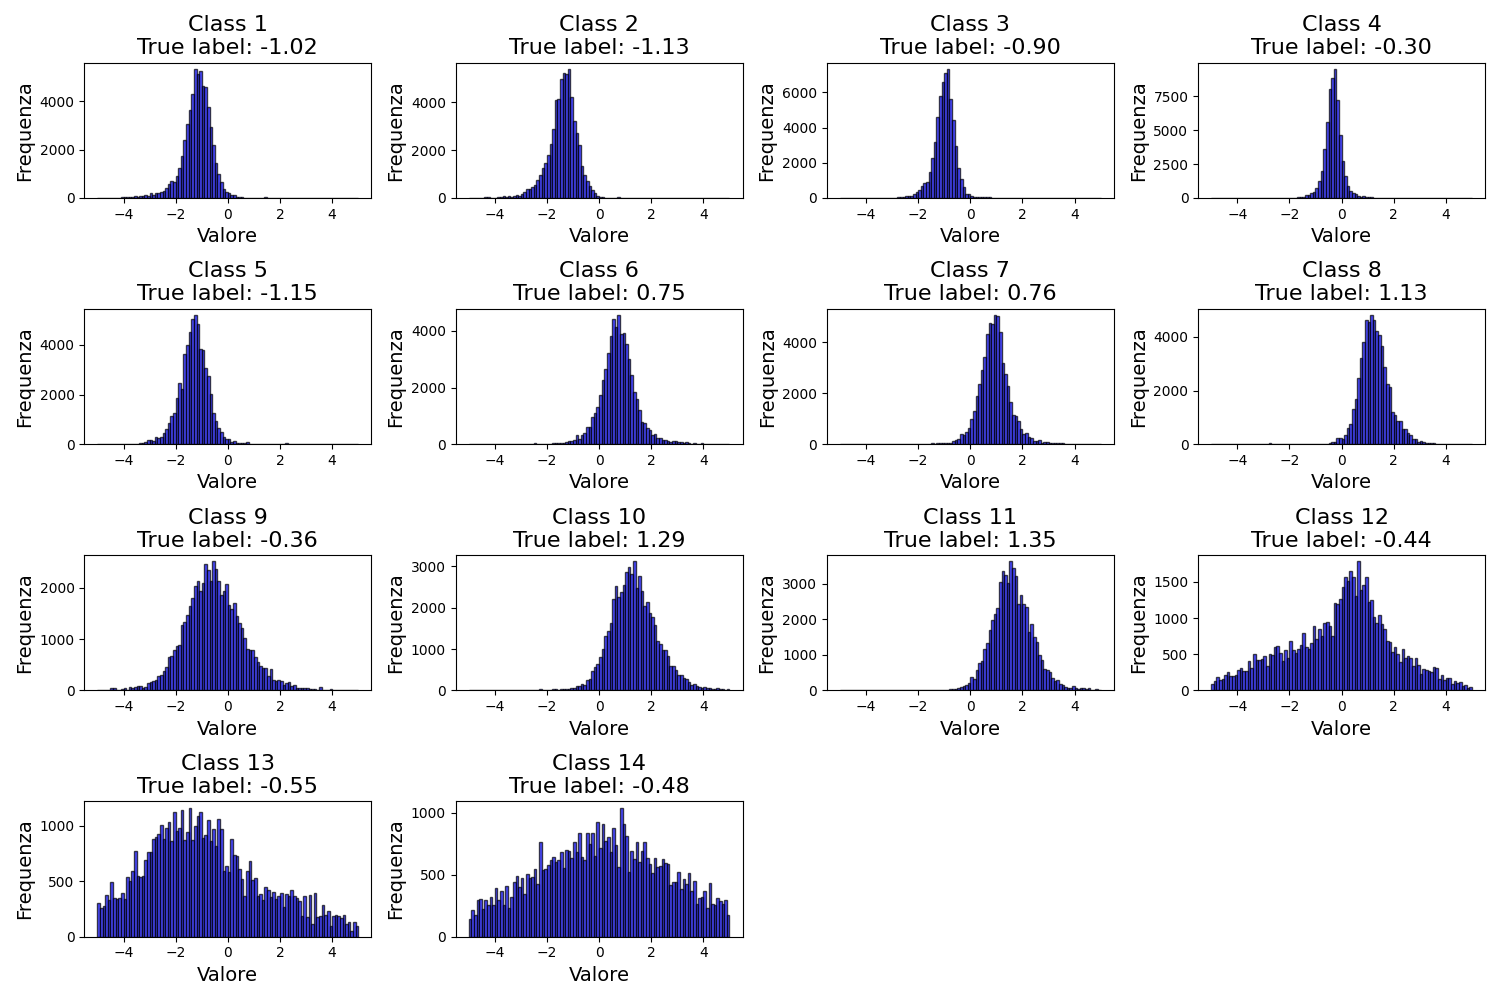 Class 1
True label: -1.02
Class 2
True label: -1.13
Class 3
True label: -0.90
Class 4
True label: -0.30
Frequenza
4000
2000
0
−4 −2 0 2 4
Valore
Frequenza
4000
2000
0
−4 −2 0 2 4
Valore
Frequenza
6000
4000
2000
0
−4 −2 0 2 4
Valore
Frequenza
7500
5000
2500
0
−4 −2 0 2 4
Valore
Class 5
True label: -1.15
Class 6
True label: 0.75
Class 7
True label: 0.76
Class 8
True label: 1.13
Frequenza
4000
2000
0
−4 −2 0 2 4
Valore
Frequenza
4000
2000
0
−4 −2 0 2 4
Valore
Frequenza
4000
2000
0
−4 −2 0 2 4
Valore
Frequenza
4000
2000
0
−4 −2 0 2 4
Valore
Class 9
True label: -0.36
Class 10
True label: 1.29
Class 11
True label: 1.35
Class 12
True label: -0.44
Frequenza
2000
1000
0
−4 −2 0 2 4
Valore
Frequenza
3000
2000
1000
0
−4 −2 0 2 4
Valore
Frequenza
3000
2000
1000
0
−4 −2 0 2 4
Valore
Frequenza
1500
1000
500
0
−4 −2 0 2 4
Valore
Class 13
True label: -0.55
Class 14
True label: -0.48
Frequenza
1000
500
0
−4 −2 0 2 4
Valore
Frequenza
1000
500
0
−4 −2 0 2 4
Valore